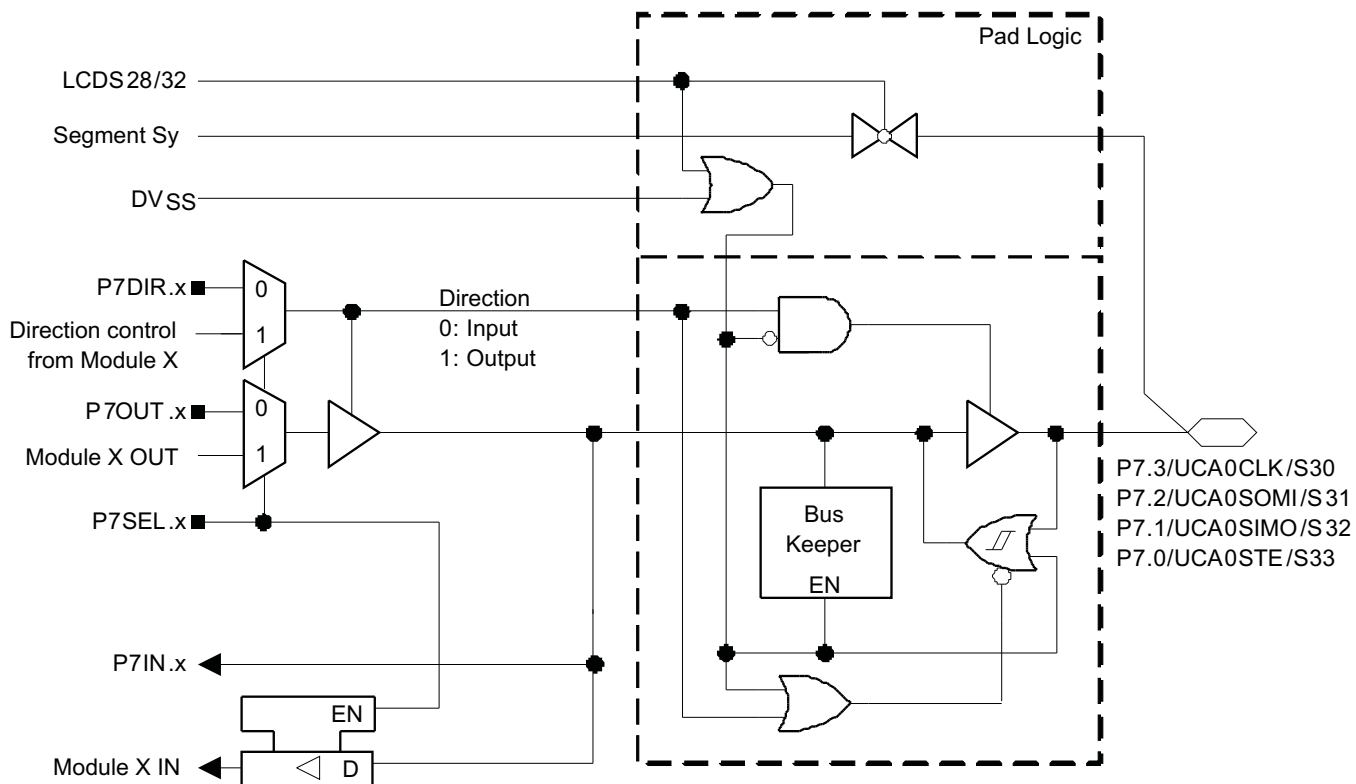 Pad Logic
LCDS28/32
Segment Sy
DVSS
P7DIR.x
0
1
Direction control
from Module X
Direction
0: Input
1: Output
P7OUT.x
0
1
Module X OUT
P7SEL.x
Bus
Keeper
EN
P7.3/UCA0CLK/S30
P7.2/UCA0SOMI/S31
P7.1/UCA0SIMO/S32
P7.0/UCA0STE/S33
P7IN.x
EN
Module X IN
D